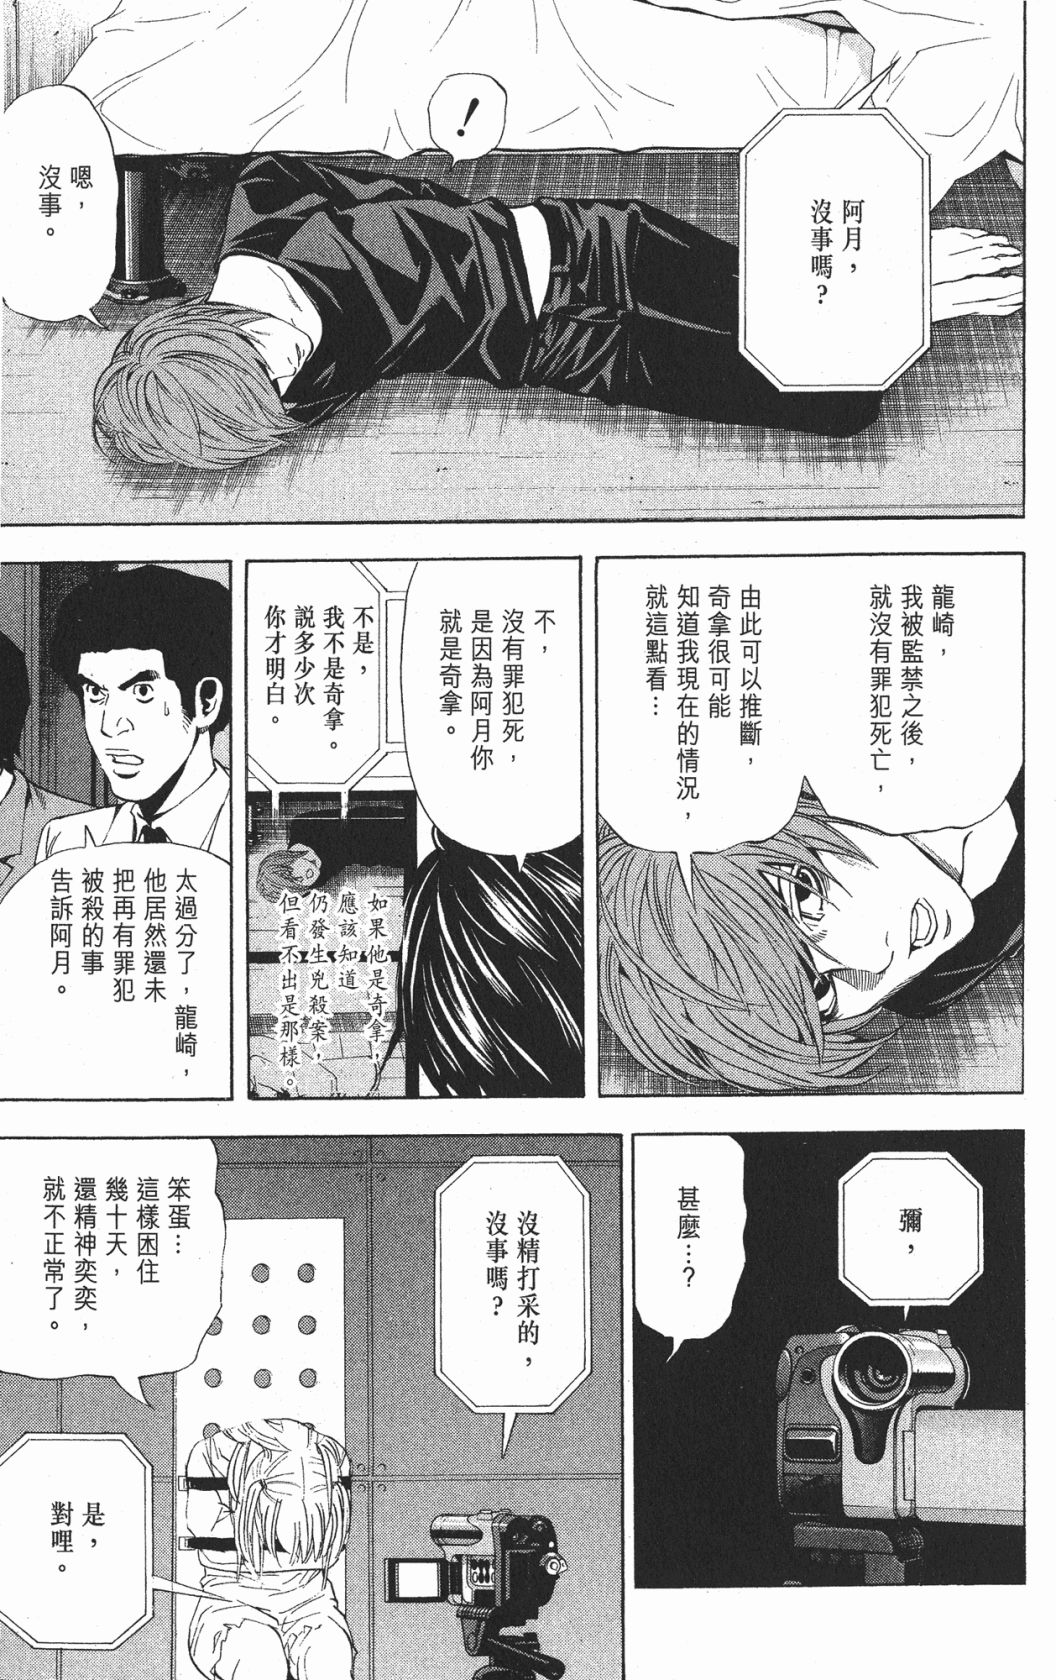 阿月，
沒事嗎？
！
嗯，
沒事。
龍崎，
我被監禁之後，
就沒有罪犯死亡，
由此可以推斷，
奇拿很可能
知道我現在的情況，
就這點看…
不，
沒有罪犯死，
是因為阿月你
就是奇拿。
不是，
我不是奇拿。
説多少次
你才明白。
如果他是奇拿，
應該知道
仍發生兇殺案，
但看不出是那樣。
太過分了，龍崎，
他居然還未
把再有罪犯
被殺的事
告訴阿月。
彌，
甚麼…？
沒精打采的，
沒事嗎？
笨蛋…
這樣困住
幾十天，
還精神奕奕，
就不正常了。
是，
對哩。